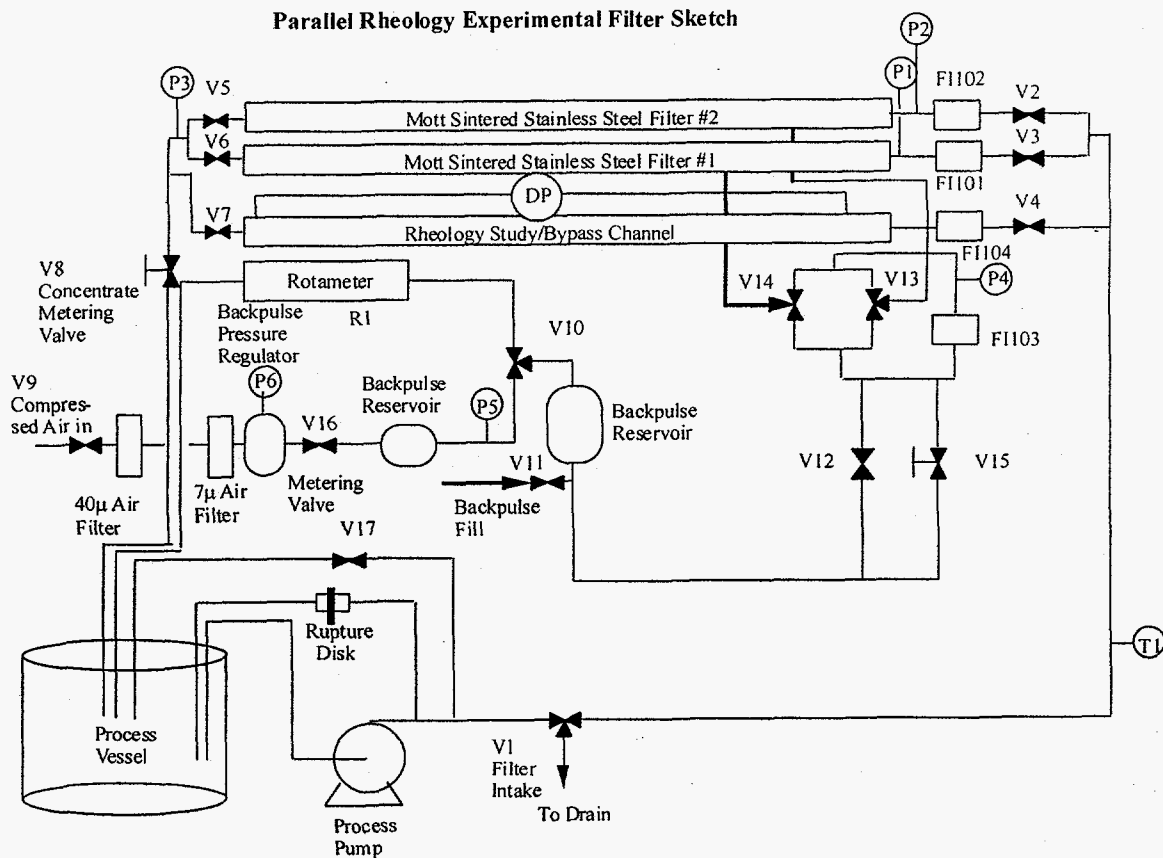 Parallel Rheology Experimental Filter Sketch
P2
P3
V5
P1
FI102
V2
Mott Sintered Stainless Steel Filter #2
V6
V3
Mott Sintered Stainless Steel Filter #1
FI101
DP
V7
V4
Rheology Study/Bypass Channel
FI104
V8
Concentrate
Metering
Valve
Rotameter
R1
V14
V13
P4
Backpulse
Pressure
Regulator
V10
FI103
V9
Compres-
sed Air in
P6
Backpulse
Reservoir
P5
Backpulse
Reservoir
V16
V11
V12
V15
40μ Air
Filter
7μ Air
Filter
Metering
Valve
Backpulse
Fill
V17
Rupture
Disk
T1
Process
Vessel
V1
Filter
Intake
To Drain
Process
Pump